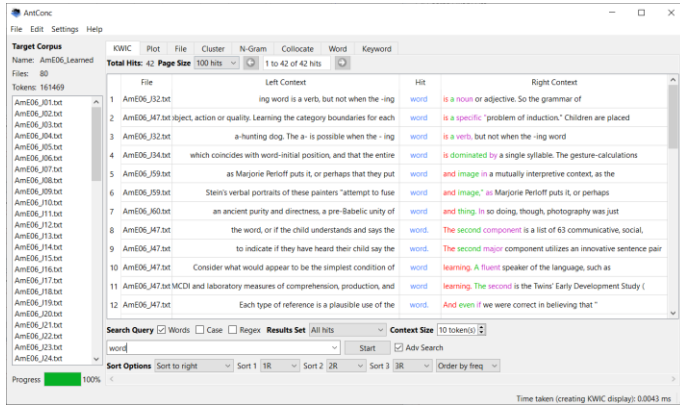 AntConc
File Edit Settings Help
Target Corpus
Name: AmE06_Learned
Files: 80
Tokens: 161469
AmE06_J01.txt
AmE06_J02.txt
AmE06_J03.txt
AmE06_J04.txt
AmE06_J05.txt
AmE06_J06.txt
AmE06_J07.txt
AmE06_J08.txt
AmE06_J09.txt
AmE06_J10.txt
AmE06_J11.txt
AmE06_J12.txt
AmE06_J13.txt
AmE06_J14.txt
AmE06_J15.txt
AmE06_J16.txt
AmE06_J17.txt
AmE06_J18.txt
AmE06_J19.txt
AmE06_J20.txt
AmE06_J21.txt
AmE06_J22.txt
AmE06_J23.txt
AmE06_J24.txt
Progress 100%
KWIC Plot File Cluster N-Gram Collocate Word Keyword
Total Hits: 42 Page Size 100 hits 1 to 42 of 42 hits
File Left Context Hit Right Context
1 AmE06_J32.txt ing word is a verb, but not when the -ing word is a noun or adjective. So the grammar of
2 AmE06_J47.txt object, action or quality. Learning the category boundaries for each word is a specific "problem of induction." Children are placed
3 AmE06_J32.txt a-hunting dog. The a- is possible when the - ing word is a verb, but not when the -ing word
4 AmE06_J34.txt which coincides with word-initial position, and that the entire word is dominated by a single syllable. The gesture-calculations
5 AmE06_J59.txt as Marjorie Perloff puts it, or perhaps that they put word and image in a mutually interpretive context, as the
6 AmE06_J59.txt Stein's verbal portraits of these painters "attempt to fuse word and image," as Marjorie Perloff puts it, or perhaps
7 AmE06_J60.txt an ancient purity and directness, a pre-Babelic unity of word and thing. In so doing, though, photography was just
8 AmE06_J47.txt the word, or if the child understands and says the word. The second component is a list of 63 communicative, social,
9 AmE06_J47.txt to indicate if they have heard their child say the word. The second major component utilizes an innovative sentence pair
10 AmE06_J47.txt Consider what would appear to be the simplest condition of word learning. A fluent speaker of the language, such as
11 AmE06_J47.txt MCDI and laboratory measures of comprehension, production, and word learning. The second is the Twins' Early Development Study (
12 AmE06_J47.txt Each type of reference is a plausible use of the word. And even if we were correct in believing that "
Search Query Words Case Regex Results Set All hits Context Size 10 token(s)
word Start Adv Search
Sort Options Sort to right Sort 1 1R Sort 2 2R Sort 3 3R Order by freq
Time taken (creating KWIC display): 0.0043 ms